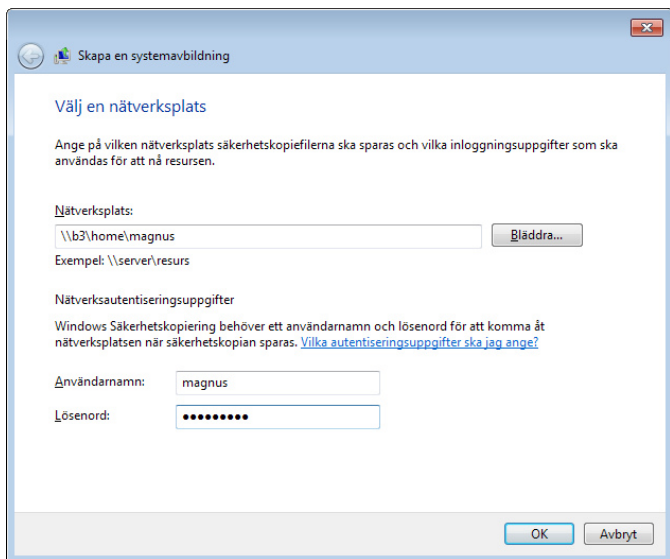 Skapa en systemavbildning
Välj en nätverksplats
Ange på vilken nätverksplats säkerhetskopiefilerna ska sparas och vilka inloggningsuppgifter som ska
användas för att nå resursen.
Nätverksplats:
\\b3\home\magnus
Bläddra...
Exempel: \\server\resurs
Nätverksautentiseringsuppgifter
Windows Säkerhetskopiering behöver ett användarnamn och lösenord för att komma åt
nätverksplatsen när säkerhetskopian sparas. Vilka autentiseringsuppgifter ska jag ange?
Användarnamn: magnus
Lösenord: ●●●●●●●●●
OK Avbryt